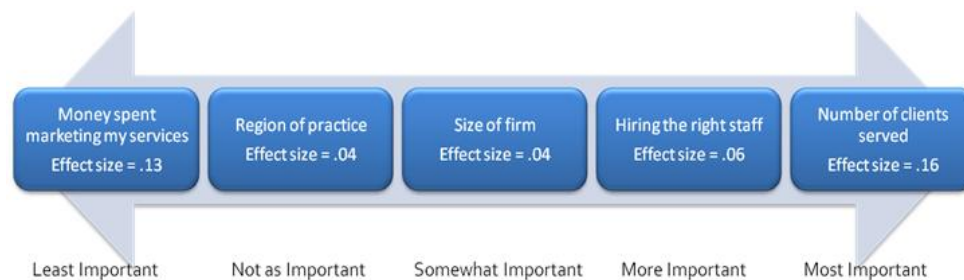 Money spent
marketing my services
Effect size = .13
Region of practice
Effect size = .04
Size of firm
Effect size = .04
Hiring the right staff
Effect size = .06
Number of clients
served
Effect size = .16
Least Important
Not as Important
Somewhat Important
More Important
Most Important